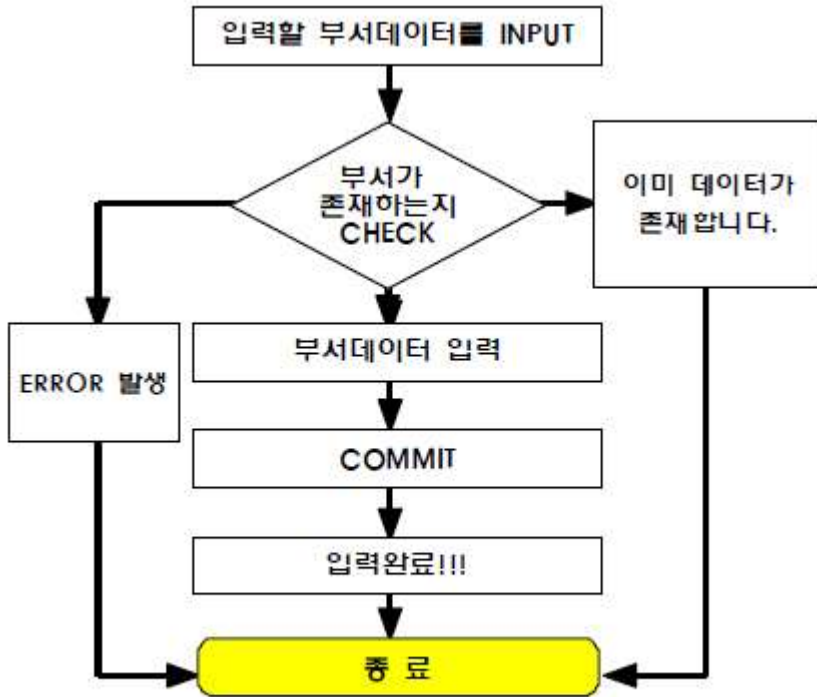 입력할 부서데이터를 INPUT
부서가
존재하는지
CHECK
이미 데이터가
존재합니다.
ERROR 발생
부서데이터 입력
COMMIT
입력완료!!!
종 료